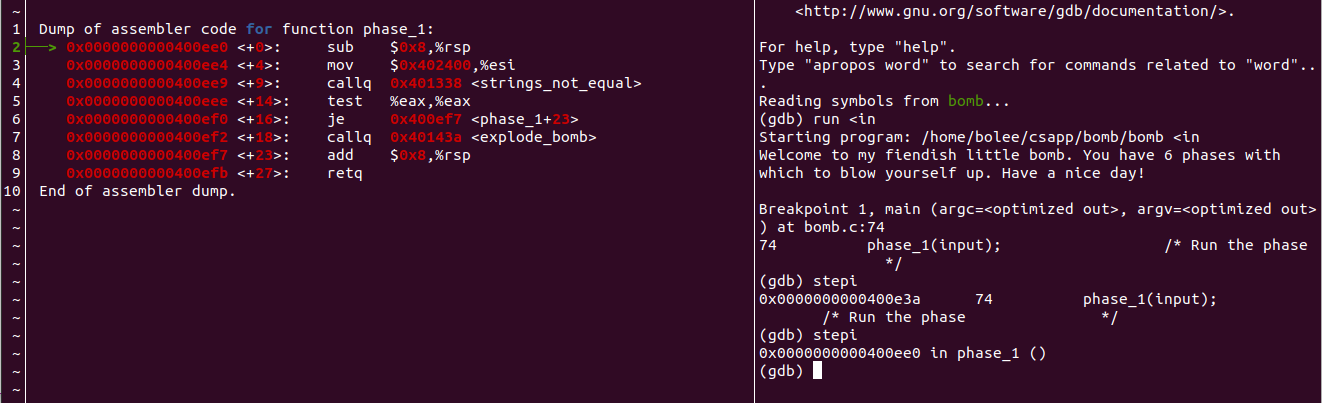 ~
1 Dump of assembler code for function phase_1:
2 ──> 0x0000000000400ee0 <+0>: sub $0x8,%rsp
3 0x0000000000400ee4 <+4>: mov $0x402400,%esi
4 0x0000000000400ee9 <+9>: callq 0x401338 <strings_not_equal>
5 0x0000000000400eee <+14>: test %eax,%eax
6 0x0000000000400ef0 <+16>: je 0x400ef7 <phase_1+23>
7 0x0000000000400ef2 <+18>: callq 0x40143a <explode_bomb>
8 0x0000000000400ef7 <+23>: add $0x8,%rsp
9 0x0000000000400efb <+27>: retq
10 End of assembler dump.
~
~
~
~
~
~
~
~
~
~
~
<http://www.gnu.org/software/gdb/documentation/>.
For help, type "help".
Type "apropos word" to search for commands related to "word"..
.
Reading symbols from bomb...
(gdb) run <in
Starting program: /home/bolee/csapp/bomb/bomb <in
Welcome to my fiendish little bomb. You have 6 phases with
which to blow yourself up. Have a nice day!
Breakpoint 1, main (argc=<optimized out>, argv=<optimized out>
) at bomb.c:74
74 phase_1(input); /* Run the phase
*/
(gdb) stepi
0x0000000000400e3a 74 phase_1(input);
/* Run the phase */
(gdb) stepi
0x0000000000400ee0 in phase_1 ()
(gdb)